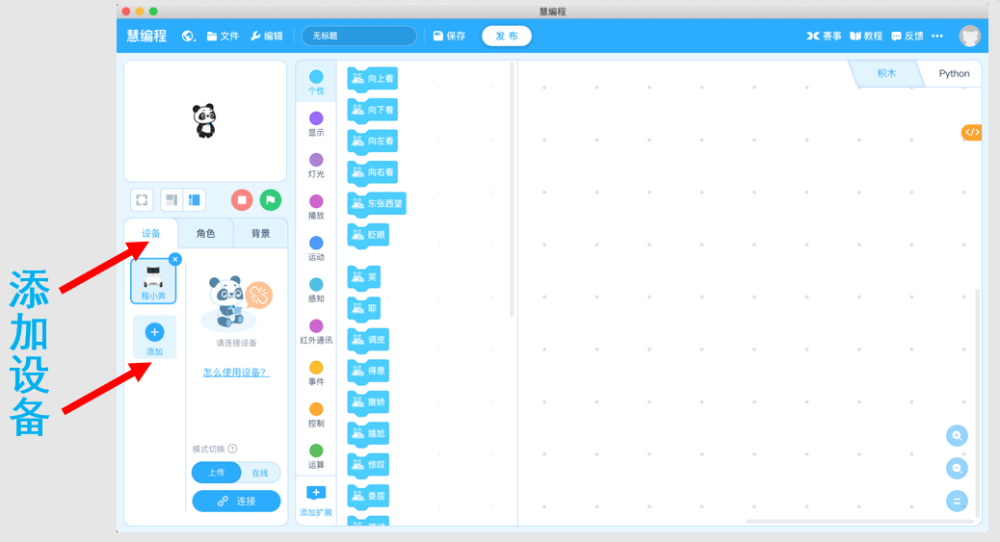 慧编程
慧编程
文件
编辑
无标题
保存
发布
赛事
教程
反馈
个性
显示
灯光
播放
运动
感知
红外通讯
事件
控制
运算
添加扩展
向上看
向下看
向左看
向右看
东张西望
眨眼
笑
耶
调皮
得意
撒娇
尴尬
惊叹
委屈
积木
Python
设备
角色
背景
程小奔
添加
请连接设备
怎么使用设备?
模式切换
上传
在线
连接
添加设备